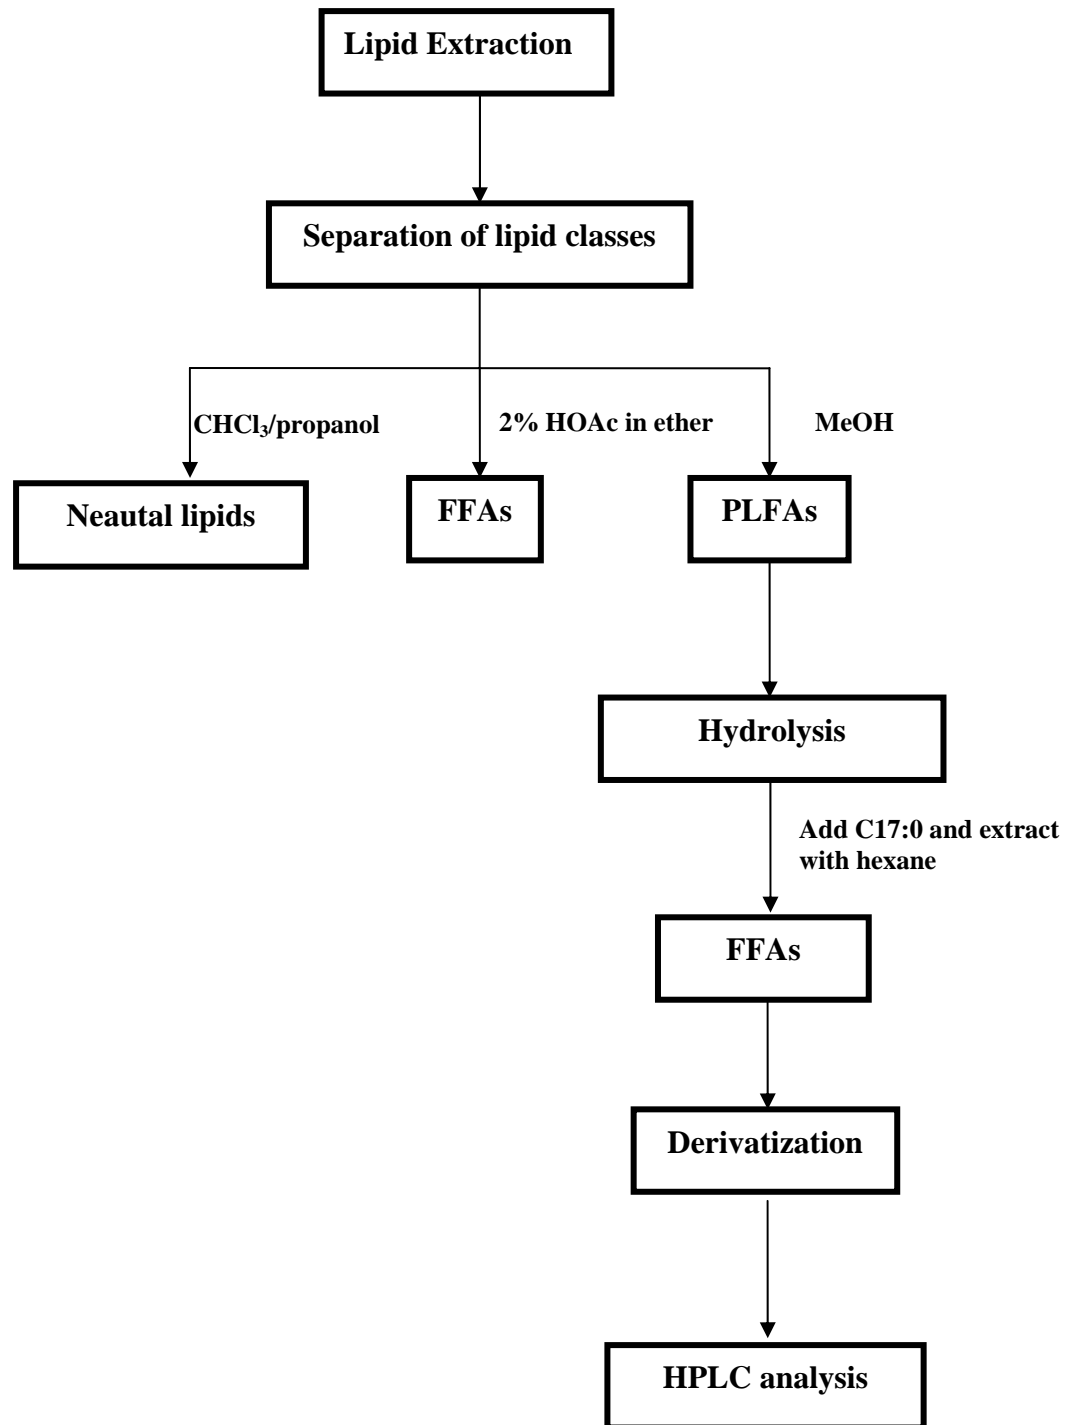 Lipid Extraction
Separation of lipid classes
CHCl₃/propanol
2% HOAc in ether
MeOH
Neautal lipids
FFAs
PLFAs
Hydrolysis
Add C17:0 and extract
with hexane
FFAs
Derivatization
HPLC analysis